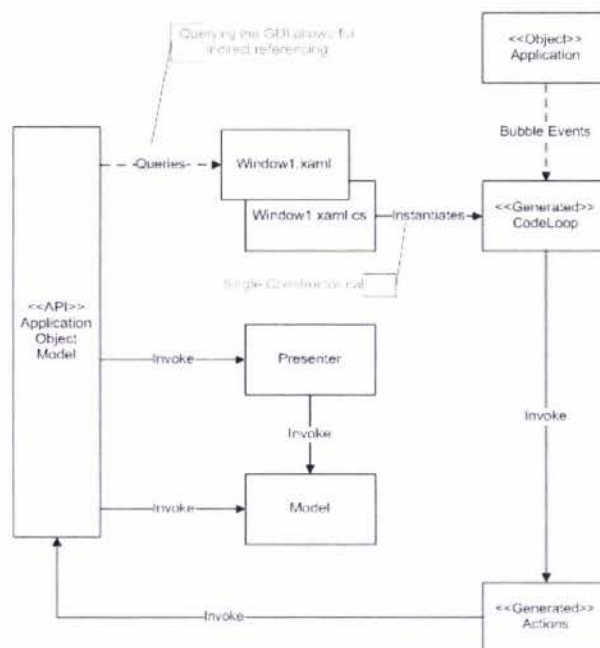 Querying the GUI allows for
indirect referencing
<<Object>>
Application
Bubble Events
Queries
Window1.xaml
Window1.xaml.cs
Instantiates
<<Generated>>
CodeLoop
Single Constructor call
<<API>>
Application
Object
Model
Invoke
Presenter
Invoke
Invoke
Invoke
Model
<<Generated>>
Actions
Invoke